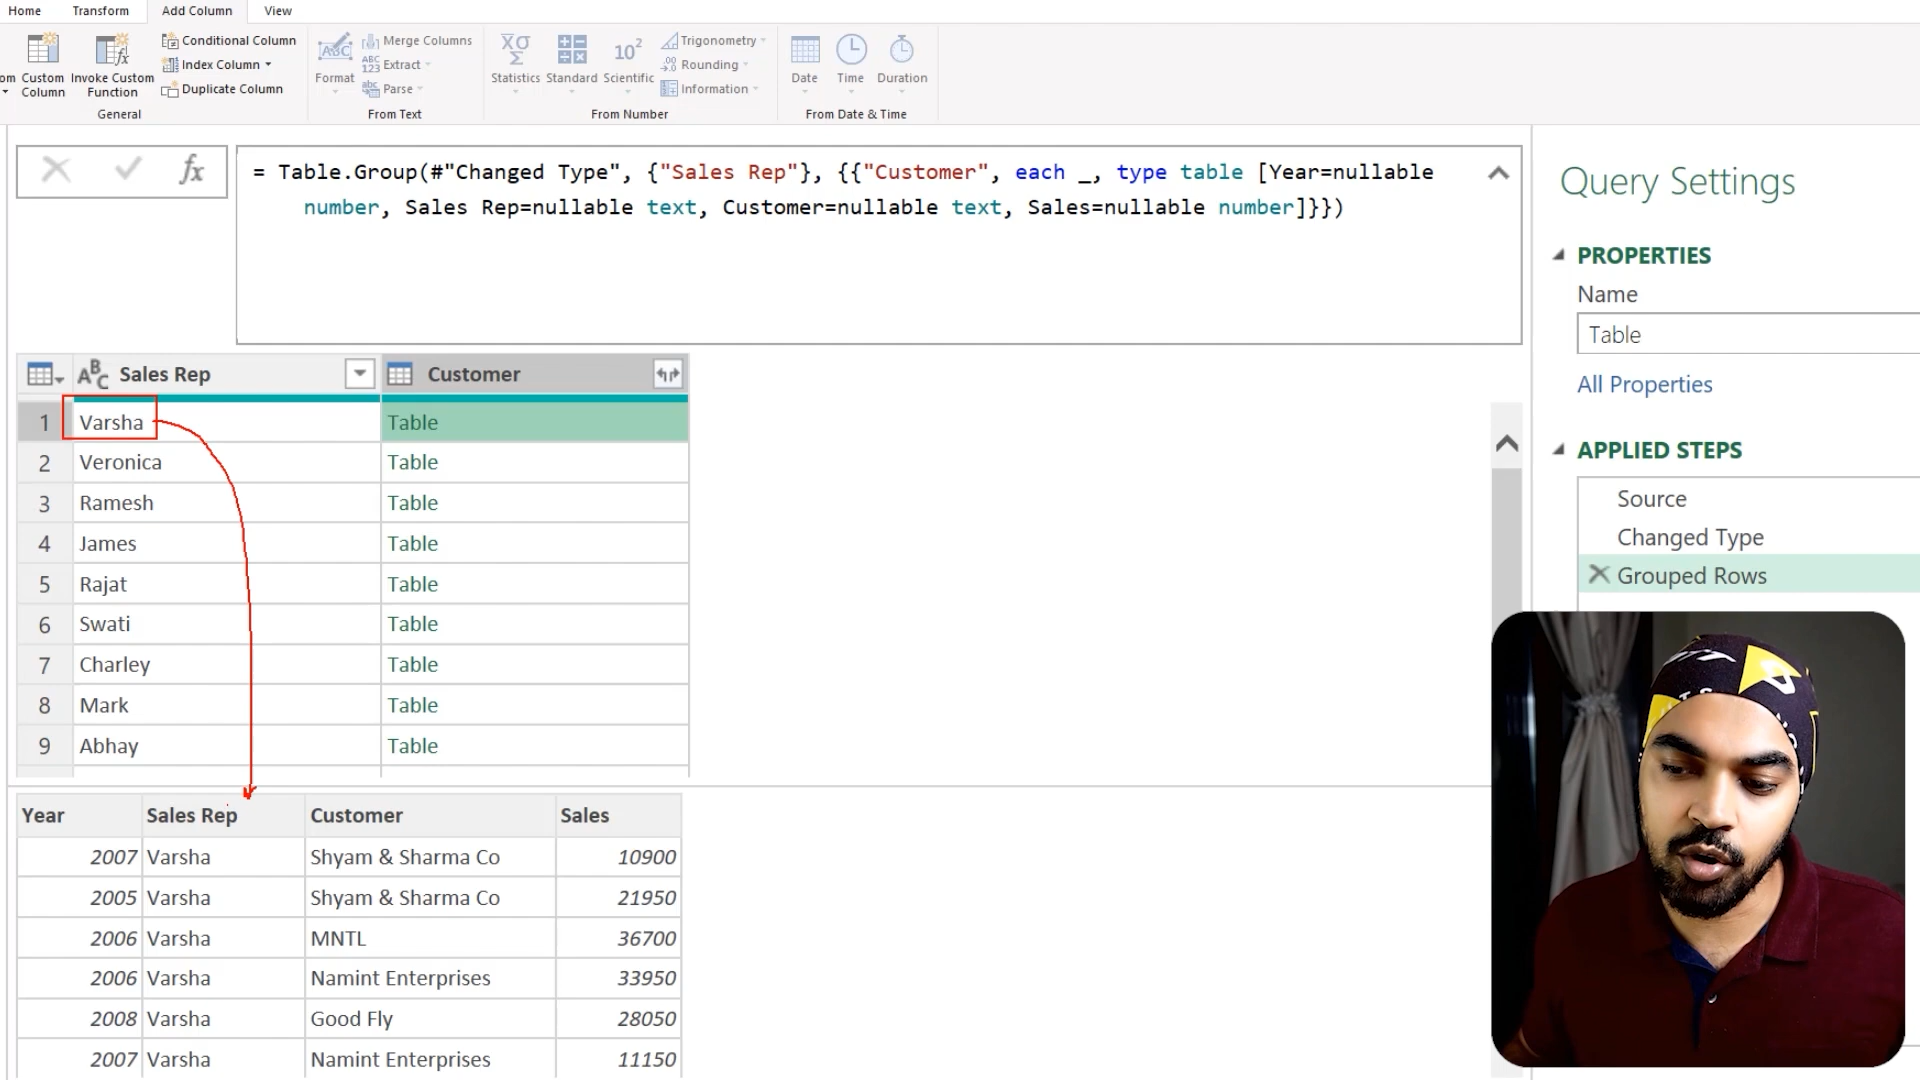 Home Transform Add Column View
om Custom Column Invoke Custom Function
Conditional Column
Index Column
Duplicate Column
General
Format
Merge Columns
Extract
Parse
From Text
Statistics Standard Scientific
Trigonometry
Rounding
Information
From Number
Date Time Duration
From Date & Time
fx
= Table.Group(#"Changed Type", {"Sales Rep"}, {{"Customer", each _, type table [Year=nullable
number, Sales Rep=nullable text, Customer=nullable text, Sales=nullable number]}})
Sales Rep Customer
1 Varsha Table
2 Veronica Table
3 Ramesh Table
4 James Table
5 Rajat Table
6 Swati Table
7 Charley Table
8 Mark Table
9 Abhay Table
Year Sales Rep Customer Sales
2007 Varsha Shyam & Sharma Co 10900
2005 Varsha Shyam & Sharma Co 21950
2006 Varsha MNTL 36700
2006 Varsha Namint Enterprises 33950
2008 Varsha Good Fly 28050
2007 Varsha Namint Enterprises 11150
Query Settings
PROPERTIES
Name
Table
All Properties
APPLIED STEPS
Source
Changed Type
Grouped Rows